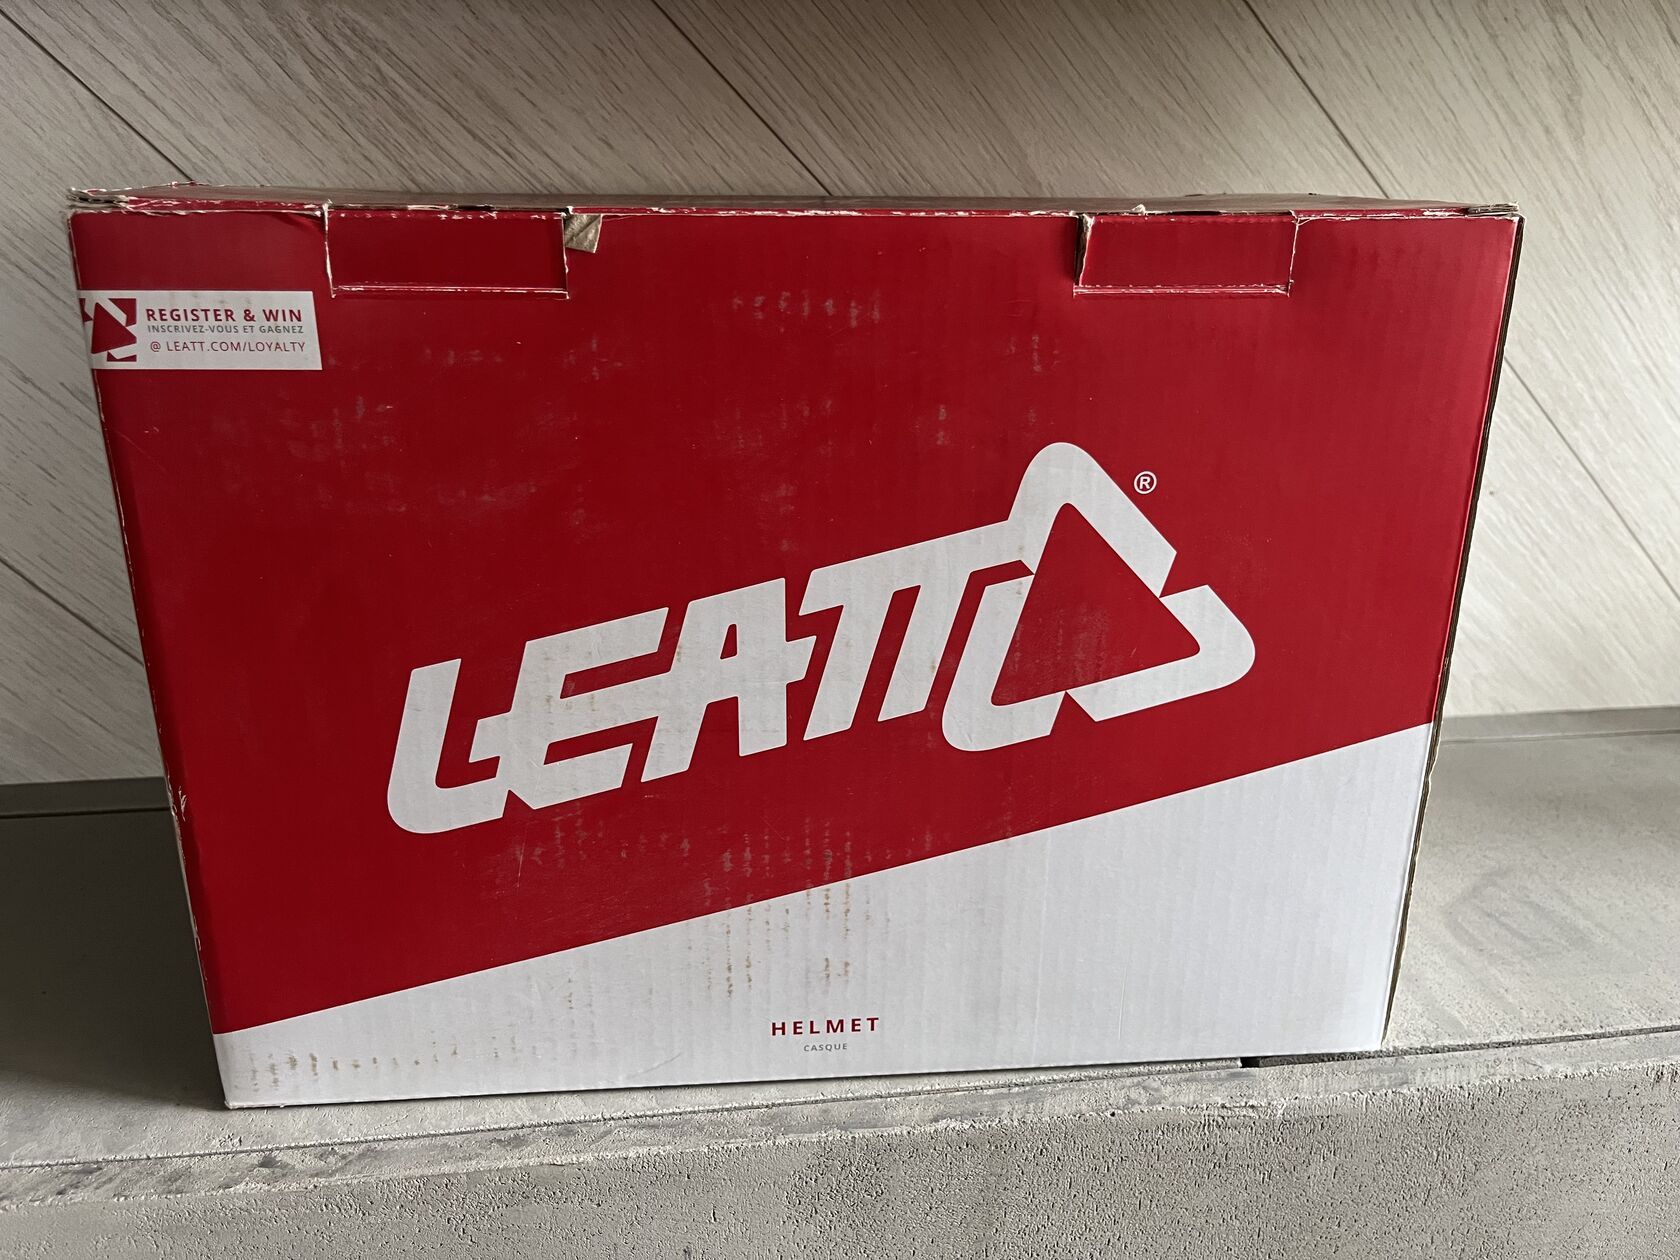 REGISTER & WIN
INSCRIVEZ-VOUS ET GAGNEZ
@ LEATT.COM/LOYALTY
LEATT®
HELMET
CASQUE